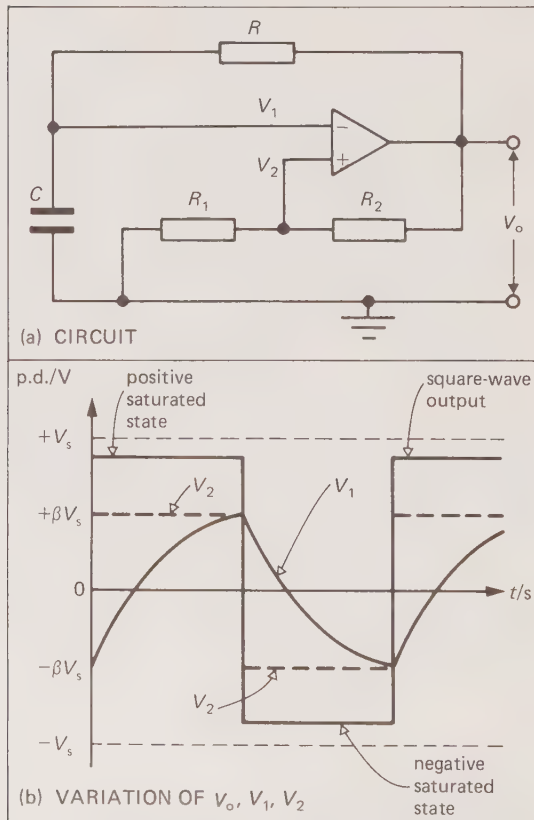 R
V₁
V₂
C
R₁
R₂
Vₒ
(a) CIRCUIT
p.d./V
positive
saturated
state
square-wave
output
+Vₛ
V₂
V₁
+βVₛ
0
t/s
−βVₛ
V₂
−Vₛ
negative
saturated
state
(b) VARIATION OF Vₒ, V₁, V₂